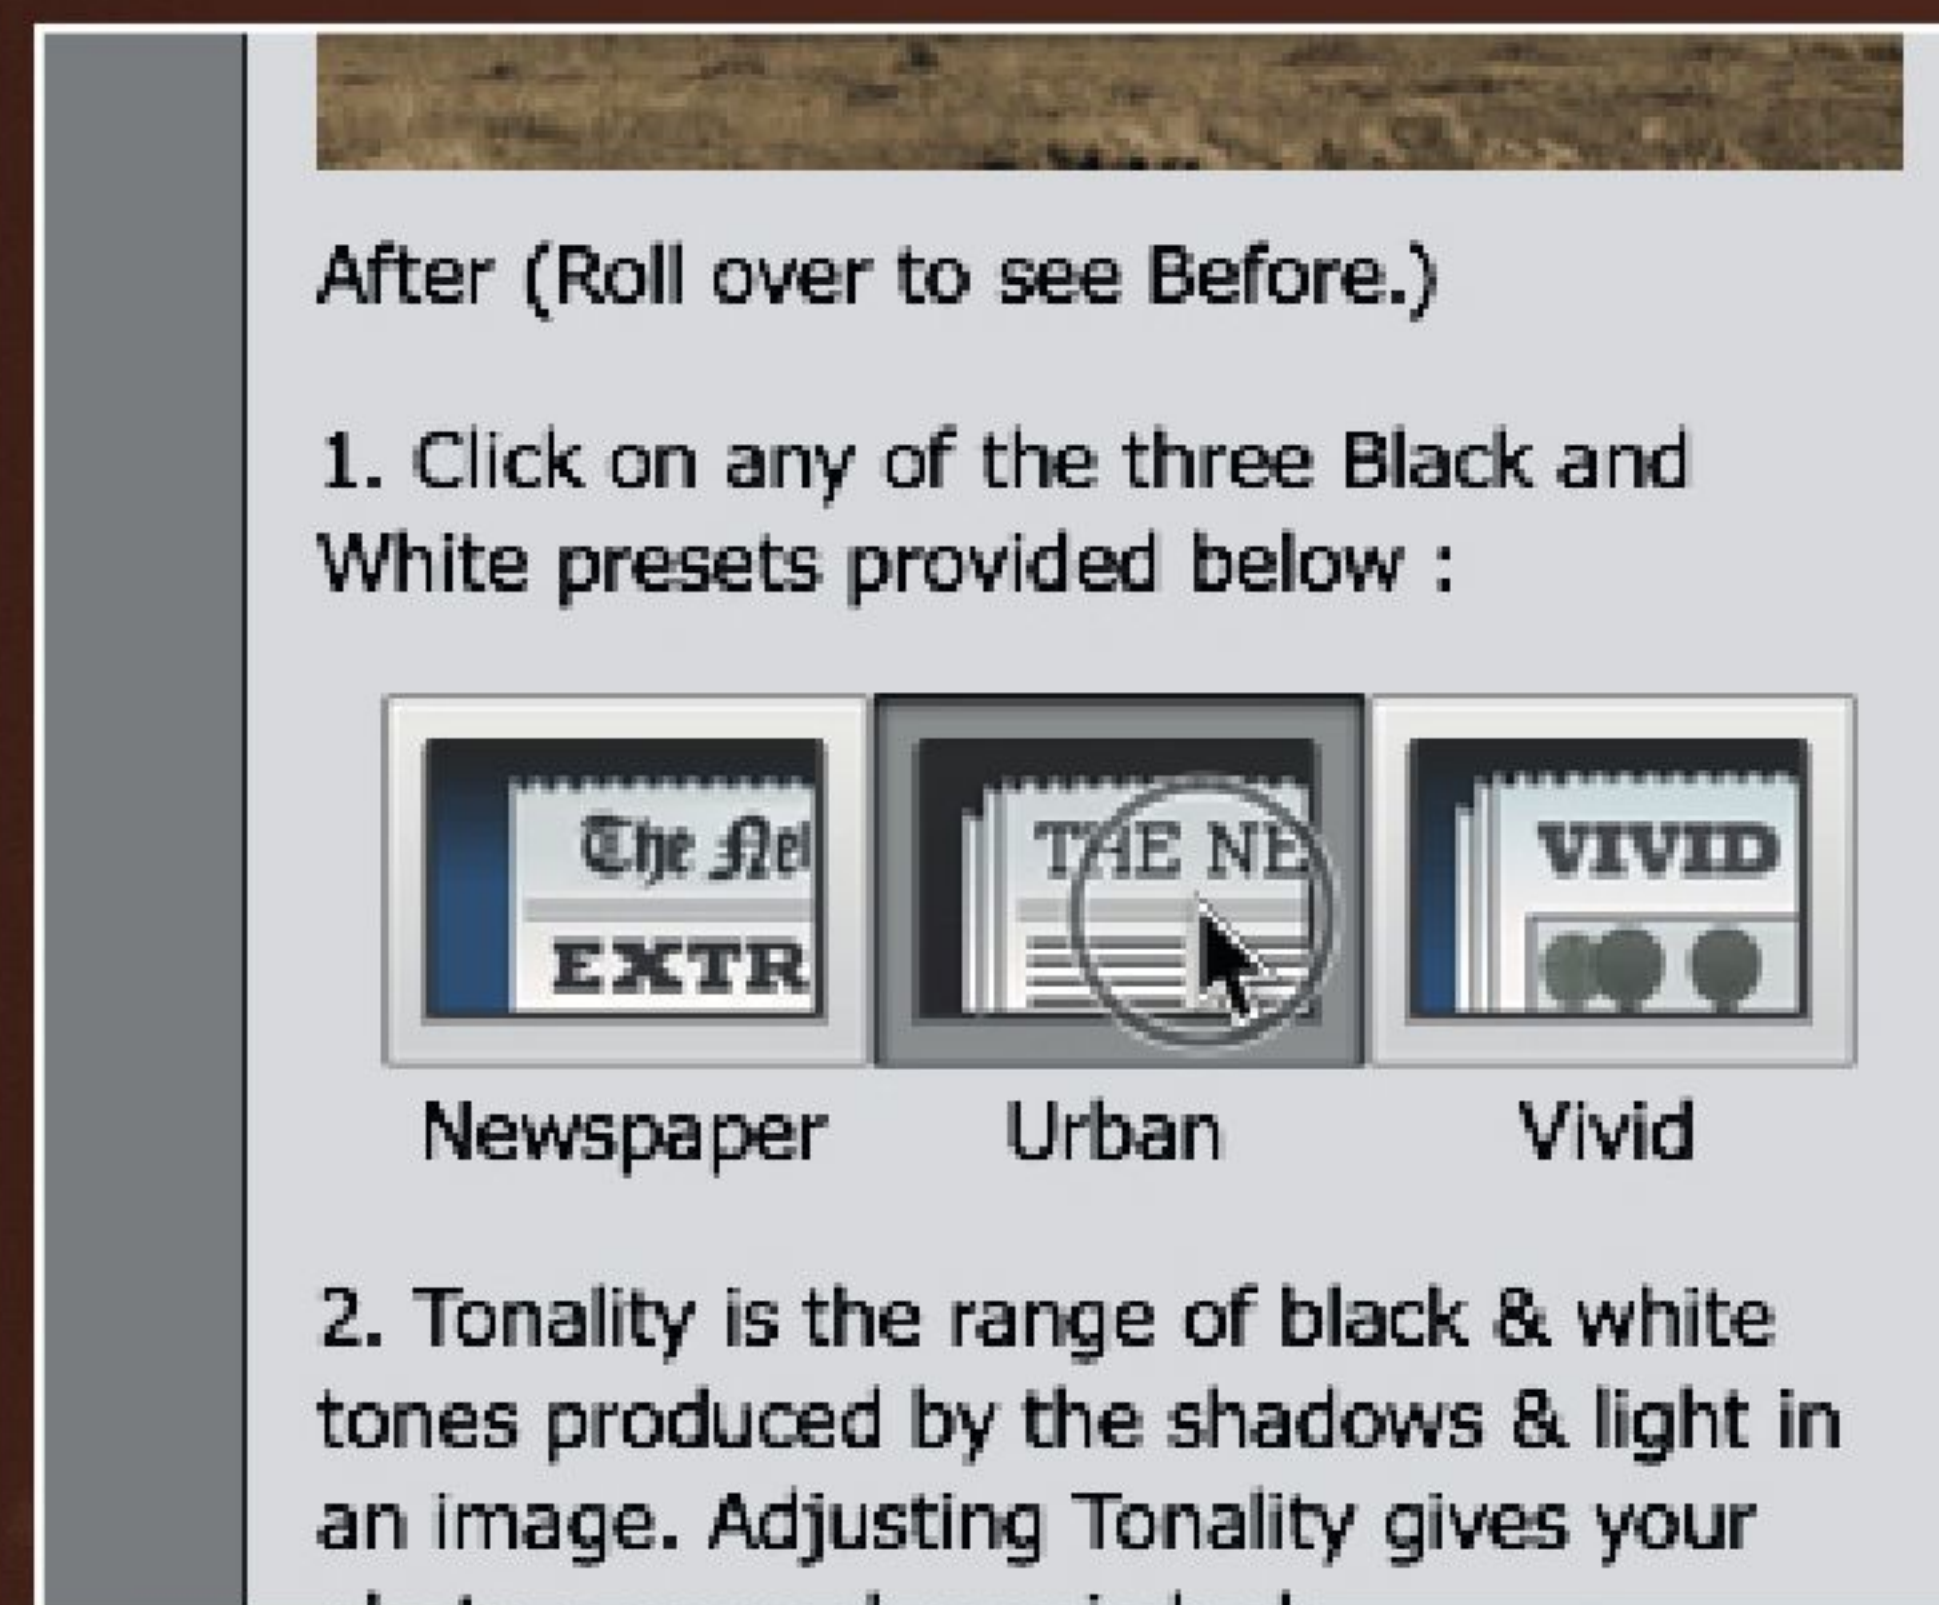 After (Roll over to see Before.)
1. Click on any of the three Black and
White presets provided below :
The Ne
EXTR
THE NE
VIVID
Newspaper Urban Vivid
2. Tonality is the range of black & white
tones produced by the shadows & light in
an image. Adjusting Tonality gives your